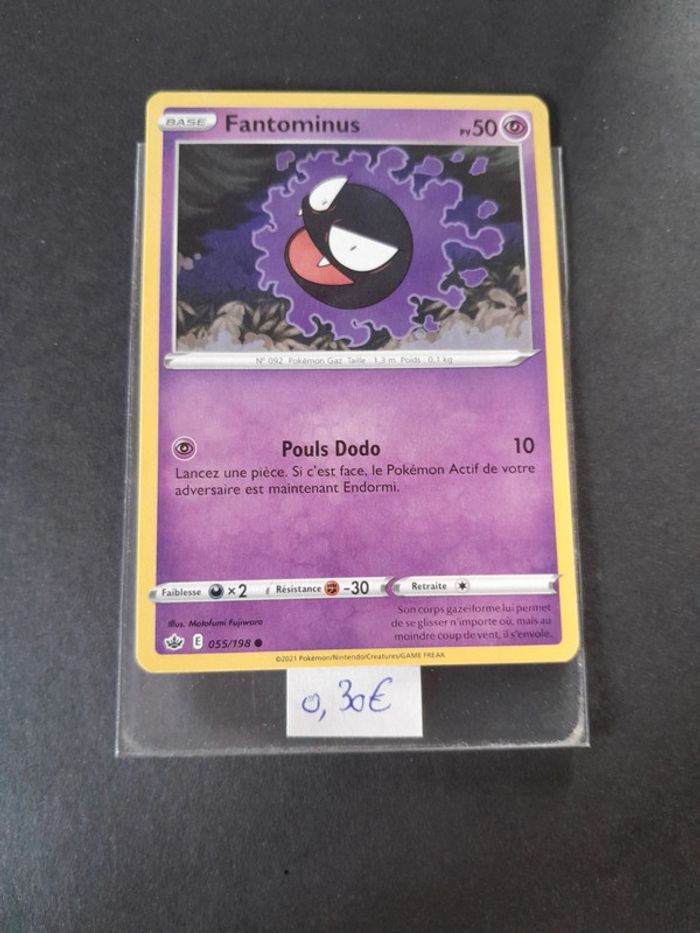 BASE Fantominus PV50
N° 092 Pokémon Gaz Taille : 1,3 m Poids : 0,1 kg
Pouls Dodo 10
Lancez une pièce. Si c'est face, le Pokémon Actif de votre
adversaire est maintenant Endormi.
Faiblesse ×2 Résistance -30 Retraite
Illus. Motofumi Fujiwara
Son corps gazéiforme lui permet
de se glisser n'importe où, mais au
moindre coup de vent, il s'envole.
E 055/198
©2021 Pokémon/Nintendo/Creatures/GAME FREAK
0,30€